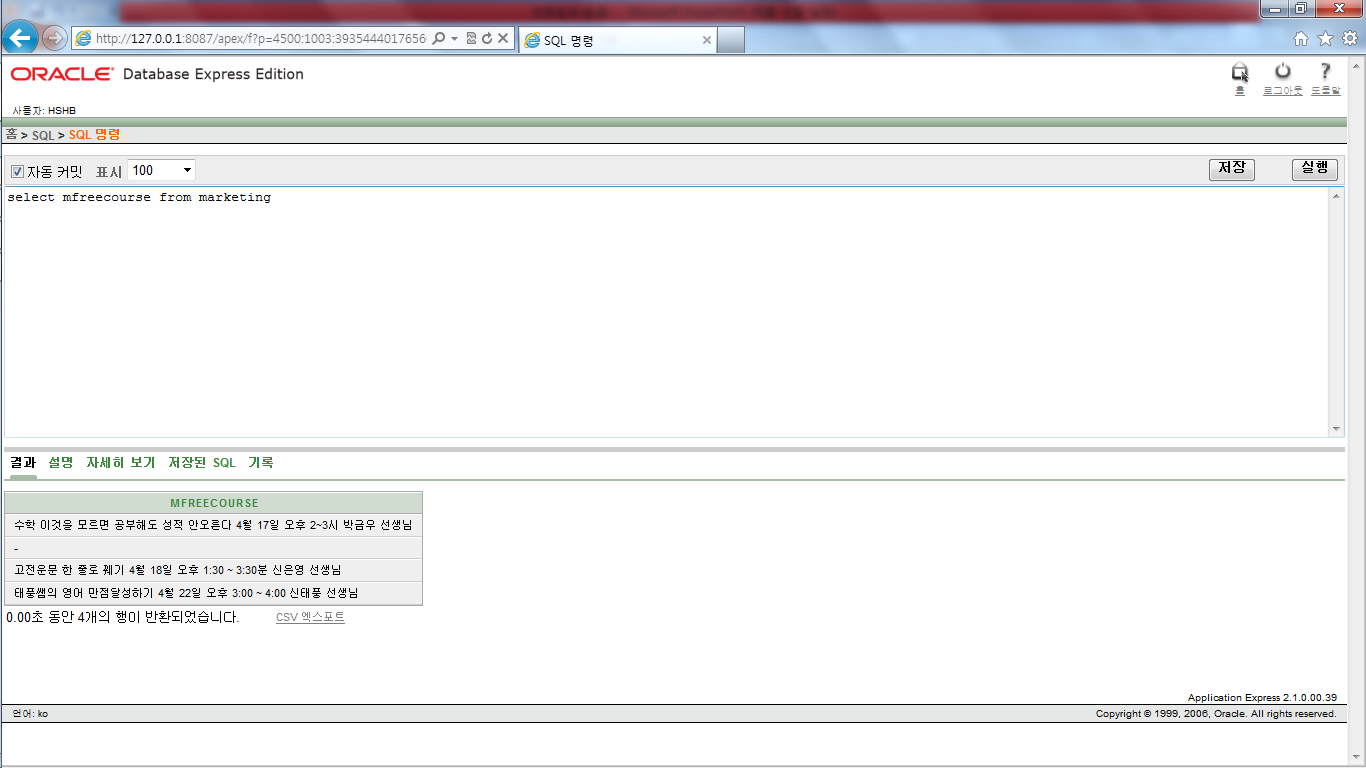 http://127.0.0.1:8087/apex/f?p=4500:1003:3935444017656
SQL 명령
ORACLE Database Express Edition
홈 로그아웃 도움말
사용자: HSHB
홈 > SQL > SQL 명령
자동 커밋 표시 100 저장 실행
select mfreecourse from marketing
결과 설명 자세히 보기 저장된 SQL 기록
MFREECOURSE
수학 이것을 모르면 공부해도 성적 안오른다 4월 17일 오후 2~3시 박금우 선생님
-
고전운문 한 줄로 꿰기 4월 18일 오후 1:30 ~ 3:30분 신은영 선생님
태풍쌤의 영어 만점달성하기 4월 22일 오후 3:00 ~ 4:00 신태풍 선생님
0.00초 동안 4개의 행이 반환되었습니다. CSV 엑스포트
Application Express 2.1.0.00.39
언어: ko Copyright © 1999, 2006, Oracle. All rights reserved.